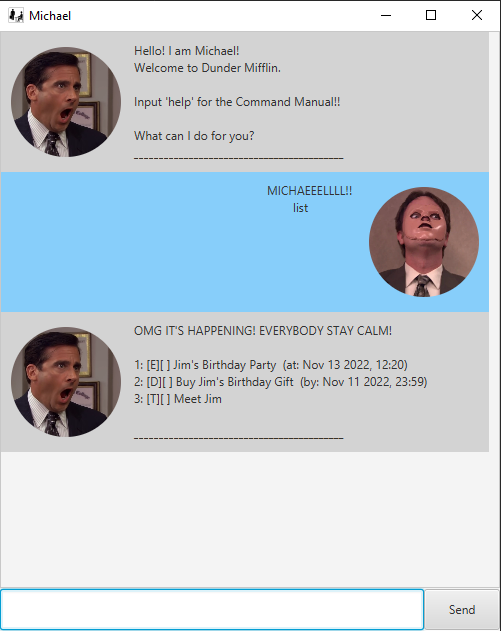 Michael
Hello! I am Michael!
Welcome to Dunder Mifflin.
Input 'help' for the Command Manual!!
What can I do for you?
__________________________________________
MICHAEEELLLL!!
list
OMG IT'S HAPPENING! EVERYBODY STAY CALM!
1: [E][ ] Jim's Birthday Party  (at: Nov 13 2022, 12:20)
2: [D][ ] Buy Jim's Birthday Gift  (by: Nov 11 2022, 23:59)
3: [T][ ] Meet Jim
__________________________________________
Send